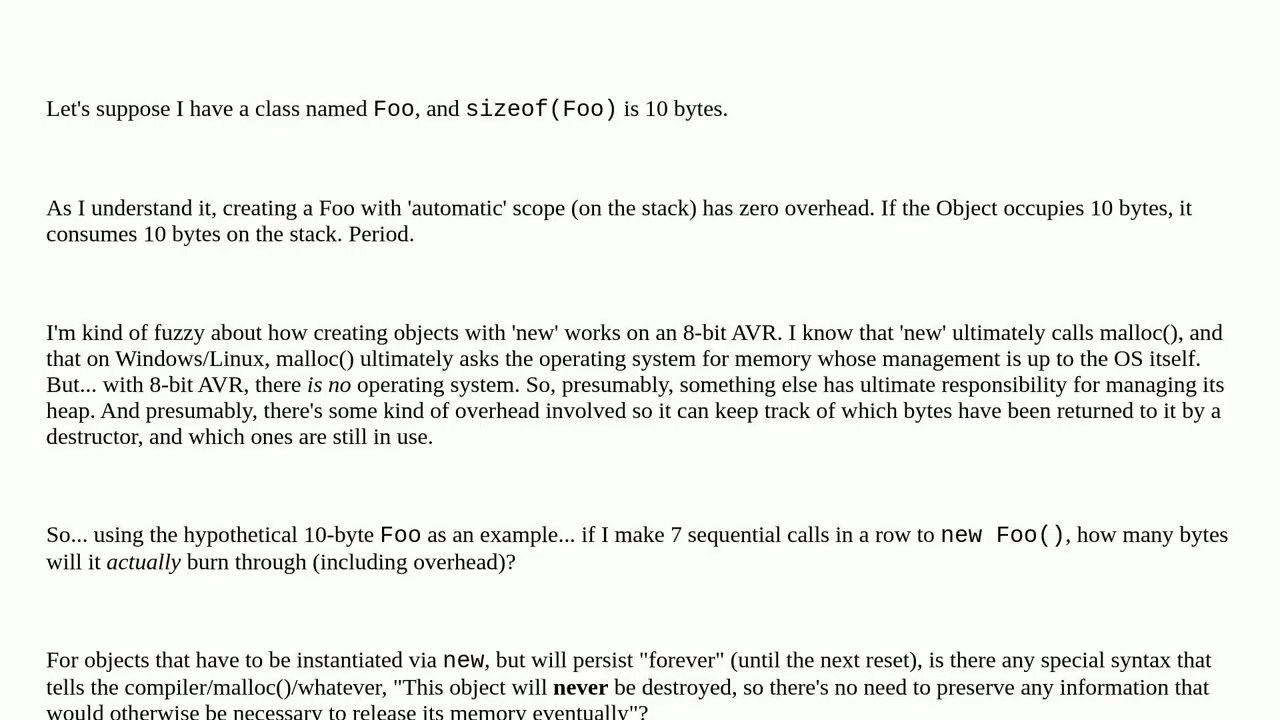 Let's suppose I have a class named Foo, and sizeof(Foo) is 10 bytes.
As I understand it, creating a Foo with 'automatic' scope (on the stack) has zero overhead. If the Object occupies 10 bytes, it
consumes 10 bytes on the stack. Period.
I'm kind of fuzzy about how creating objects with 'new' works on an 8-bit AVR. I know that 'new' ultimately calls malloc(), and
that on Windows/Linux, malloc() ultimately asks the operating system for memory whose management is up to the OS itself.
But... with 8-bit AVR, there is no operating system. So, presumably, something else has ultimate responsibility for managing its
heap. And presumably, there's some kind of overhead involved so it can keep track of which bytes have been returned to it by a
destructor, and which ones are still in use.
So... using the hypothetical 10-byte Foo as an example... if I make 7 sequential calls in a row to new Foo(), how many bytes
will it actually burn through (including overhead)?
For objects that have to be instantiated via new, but will persist "forever" (until the next reset), is there any special syntax that
tells the compiler/malloc()/whatever, "This object will never be destroyed, so there's no need to preserve any information that
would otherwise be necessary to release its memory eventually"?